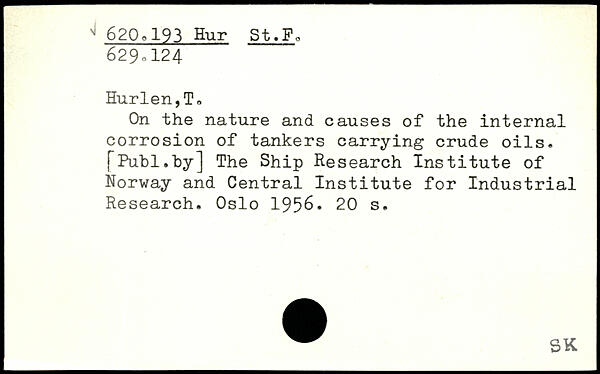 620.193 Hur St.F.
629.124
Hurlen,T.
On the nature and causes of the internal
corrosion of tankers carrying crude oils.
[Publ.by] The Ship Research Institute of
Norway and Central Institute for Industrial
Research. Oslo 1956. 20 s.
SK